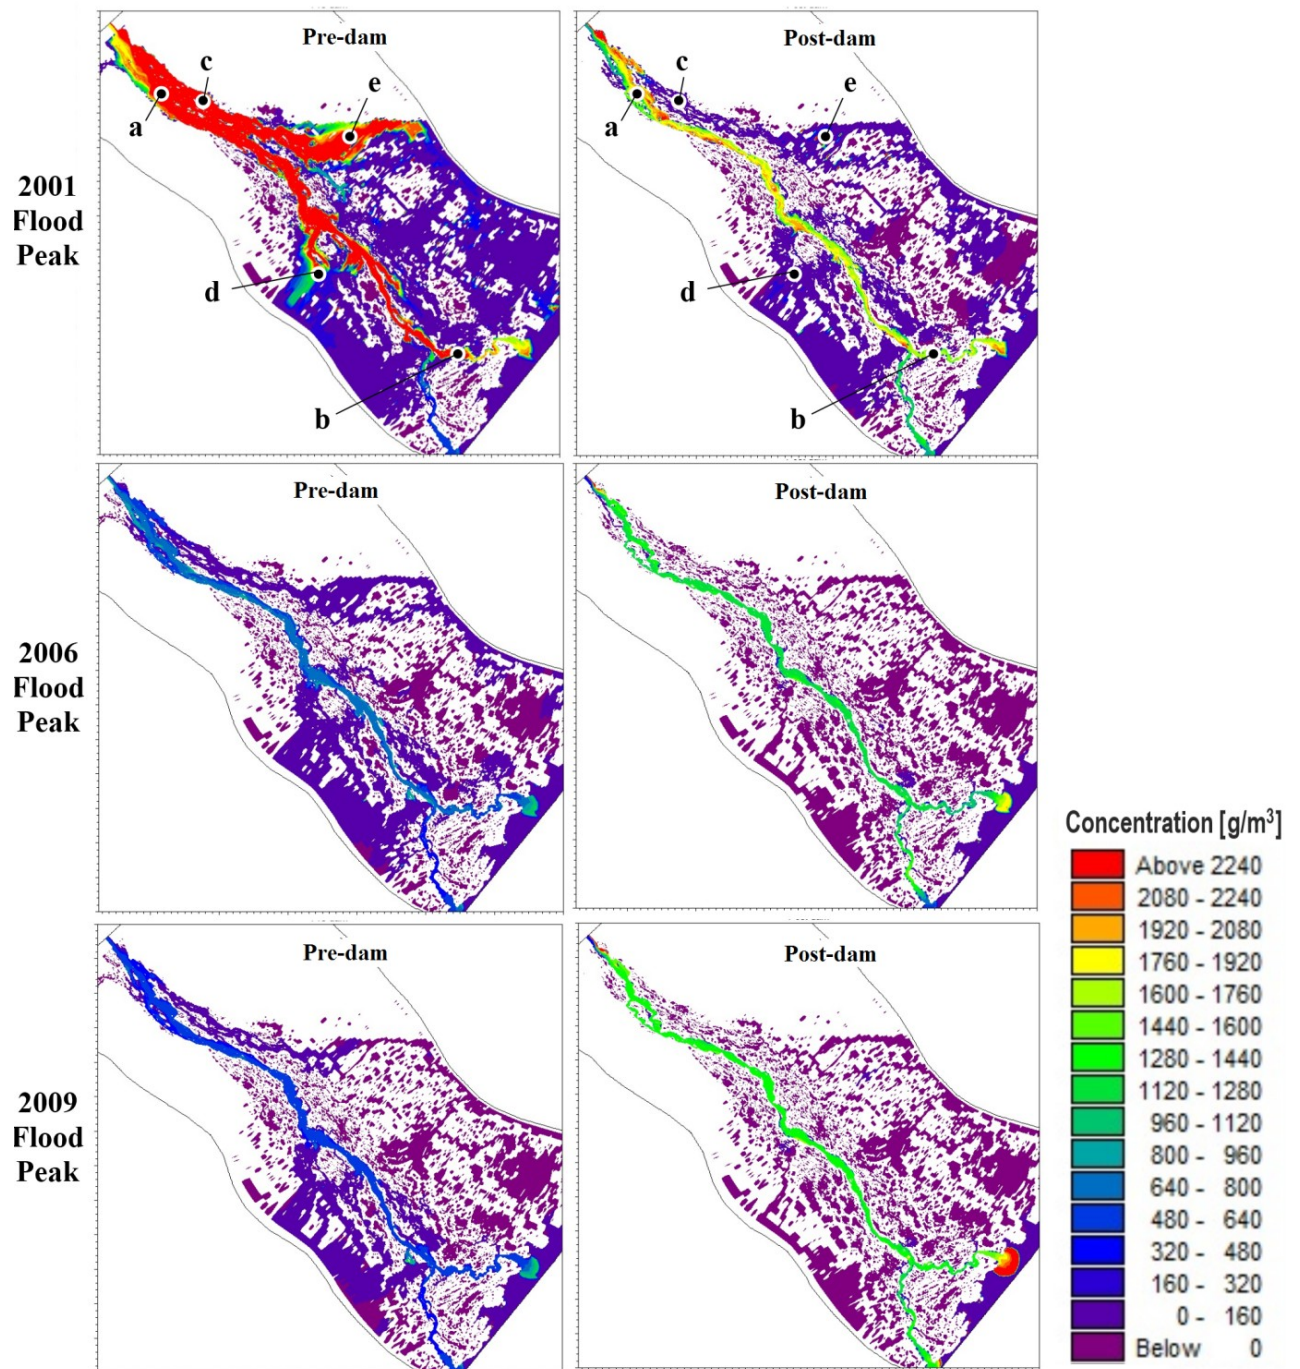 Pre-dam
Post-dam
c
e
a
c
e
a
2001
Flood
Peak
d
d
b
b
Pre-dam
Post-dam
2006
Flood
Peak
Concentration [g/m³]
Above 2240
2080 - 2240
1920 - 2080
1760 - 1920
1600 - 1760
1440 - 1600
1280 - 1440
1120 - 1280
960 - 1120
800 - 960
640 - 800
480 - 640
320 - 480
160 - 320
0 - 160
Below 0
Pre-dam
Post-dam
2009
Flood
Peak